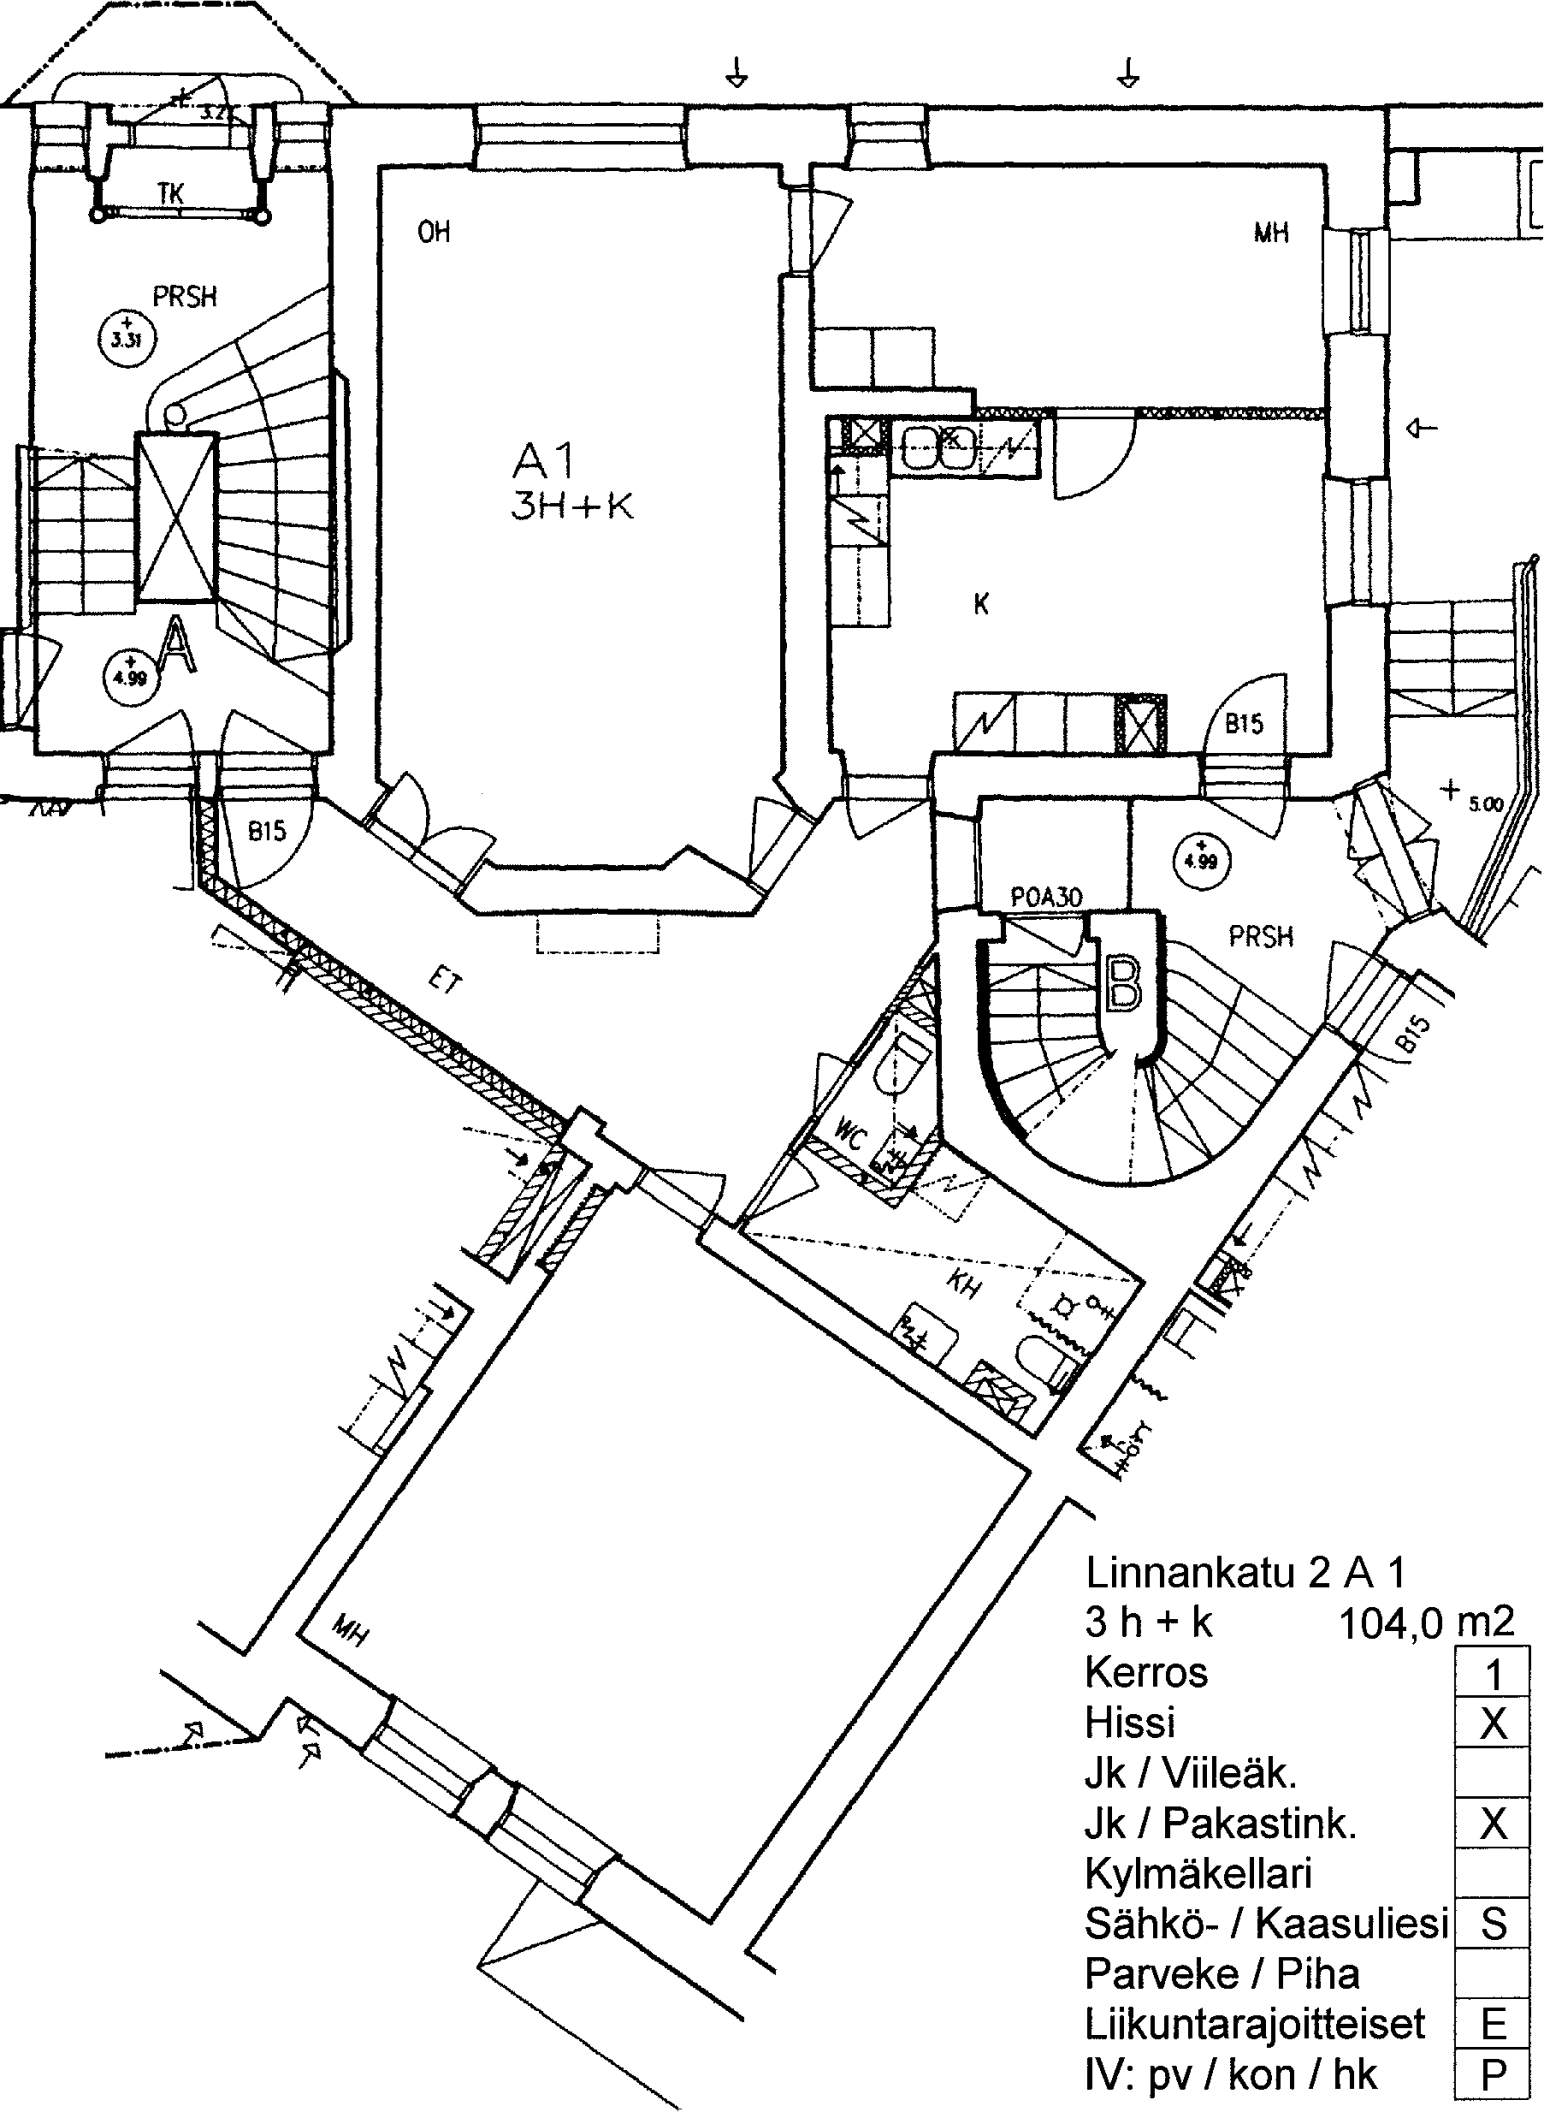 3.2
TK
OH
MH
PRSH
+
3.31
A1
3H+K
K
A
+
4.99
B15
B15
+ 5.00
+
4.99
POA30
PRSH
B
ET
B15
WC
KH
MH
Linnankatu 2 A 1
3 h + k 104,0 m2
Kerros 1
Hissi X
Jk / Viileäk.
Jk / Pakastink. X
Kylmäkellari
Sähkö- / Kaasuliesi S
Parveke / Piha
Liikuntarajoitteiset E
IV: pv / kon / hk P